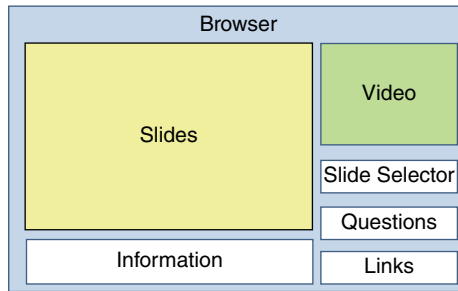 Browser
Slides
Video
Slide Selector
Questions
Information
Links